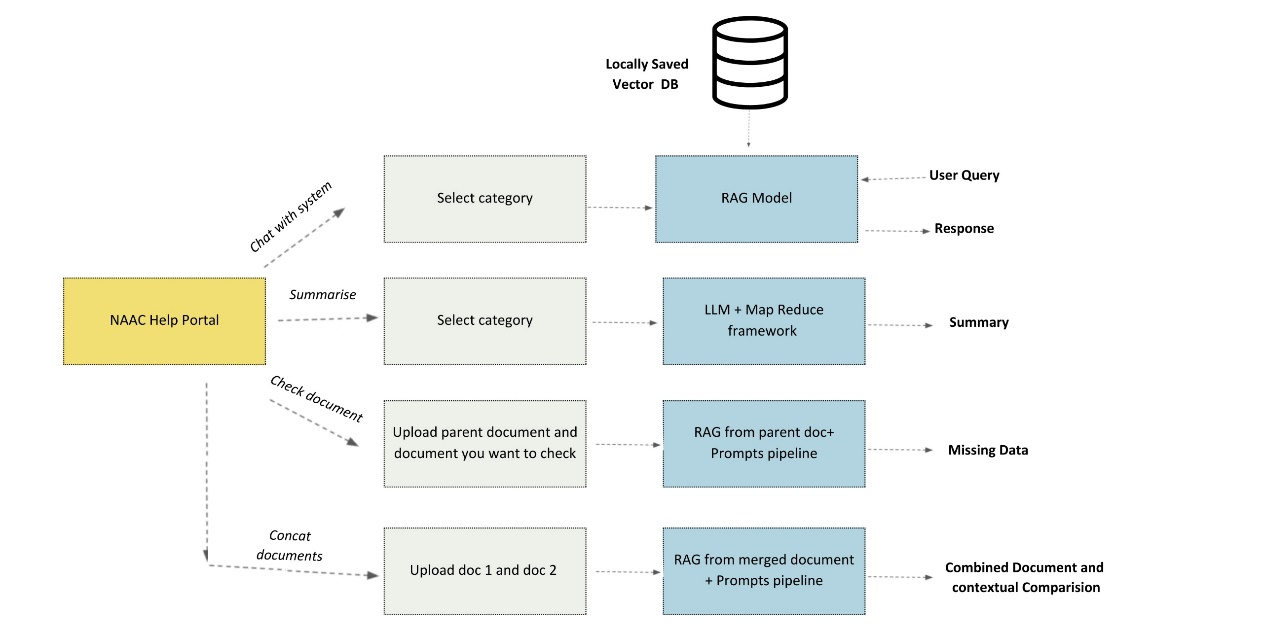 Locally Saved
Vector DB
Chat with system
Select category
RAG Model
User Query
Response
NAAC Help Portal
Summarise
Select category
LLM + Map Reduce
framework
Summary
Check document
Upload parent document and
document you want to check
RAG from parent doc+
Prompts pipeline
Missing Data
Concat
documents
Upload doc 1 and doc 2
RAG from merged document
+ Prompts pipeline
Combined Document and
contextual Comparision